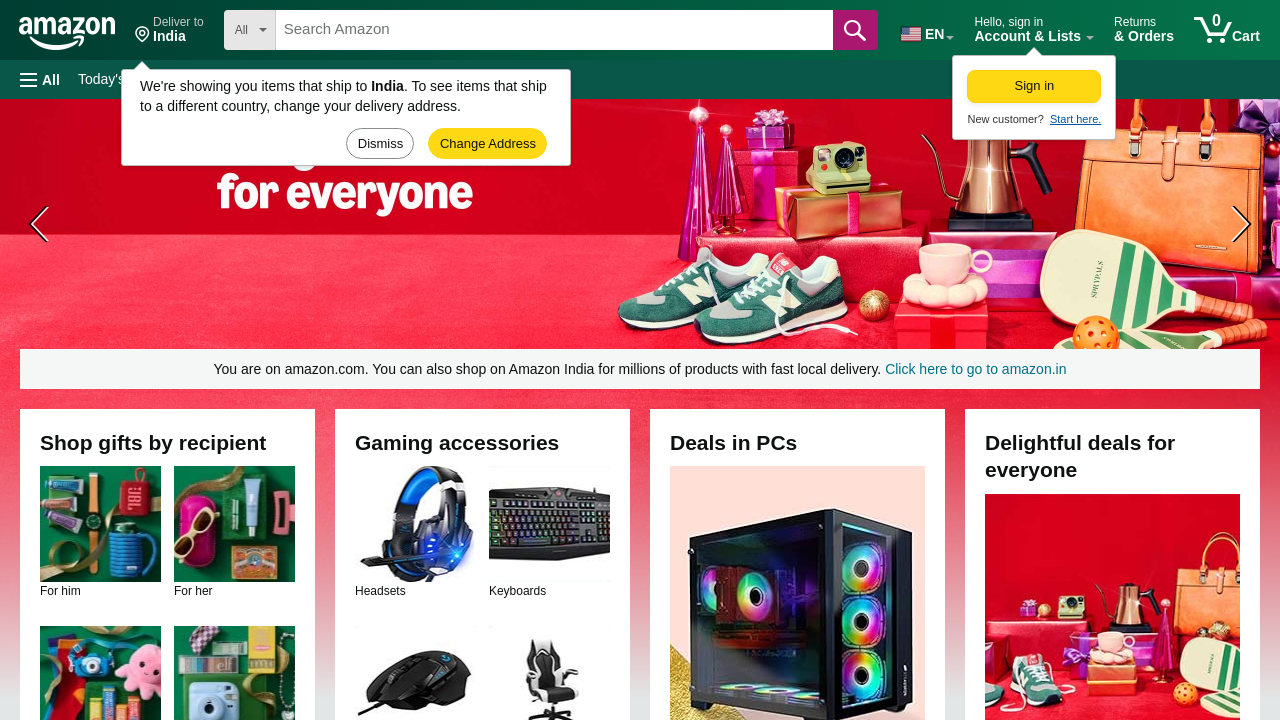 amazon
Deliver to
India
All
Search Amazon
EN
Hello, sign in
Account & Lists
Returns
& Orders
0
Cart
All
Today's
We're showing you items that ship to India. To see items that ship
to a different country, change your delivery address.
Dismiss
Change Address
Sign in
New customer? Start here.
for everyone
You are on amazon.com. You can also shop on Amazon India for millions of products with fast local delivery. Click here to go to amazon.in
Shop gifts by recipient
For him
For her
Gaming accessories
Headsets
Keyboards
Deals in PCs
Delightful deals for
everyone